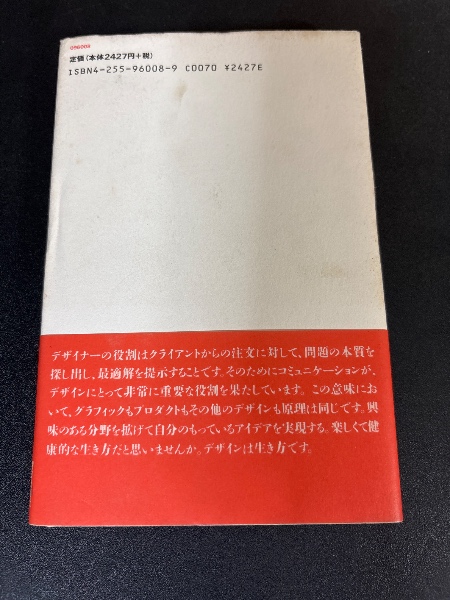 096008
定価(本体2427円+税)
ISBN4-255-96008-9 C0070 ¥2427E
デザイナーの役割はクライアントからの注文に対して、問題の本質を
探し出し、最適解を提示することです。そのためにコミュニケーションが、
デザインにとって非常に重要な役割を果たしています。この意味にお
いて、グラフィックもプロダクトもその他のデザインも原理は同じです。興
味のある分野を拡げて自分のもっているアイデアを実現する。楽しくて健
康的な生き方だと思いませんか。デザインは生き方です。